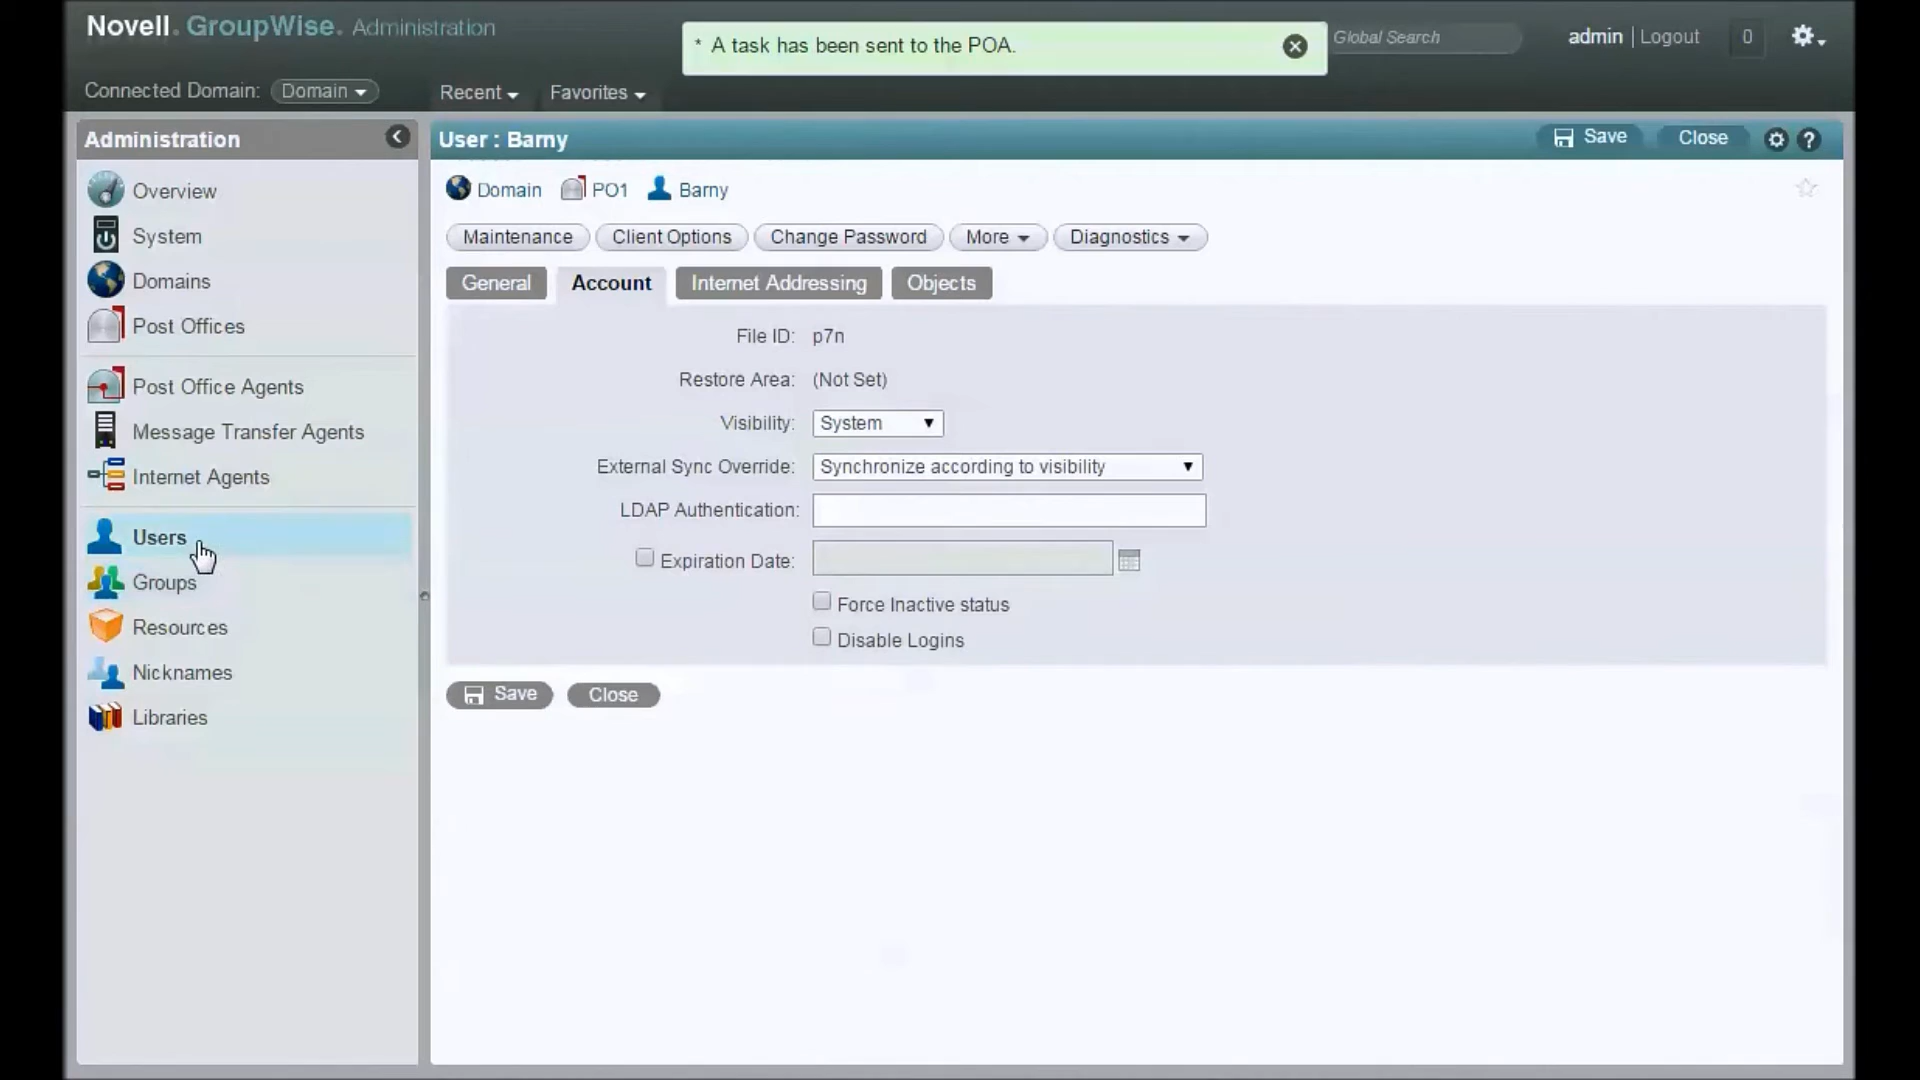 Novell. GroupWise. Administration
* A task has been sent to the POA.
Global Search
admin | Logout
0
Connected Domain: Domain
Recent
Favorites
Administration
Overview
System
Domains
Post Offices
Post Office Agents
Message Transfer Agents
Internet Agents
Users
Groups
Resources
Nicknames
Libraries
User : Barny
Save
Close
?
Domain PO1 Barny
Maintenance Client Options Change Password More Diagnostics
General Account Internet Addressing Objects
File ID: p7n
Restore Area: (Not Set)
Visibility: System
External Sync Override: Synchronize according to visibility
LDAP Authentication:
Expiration Date:
Force Inactive status
Disable Logins
Save Close